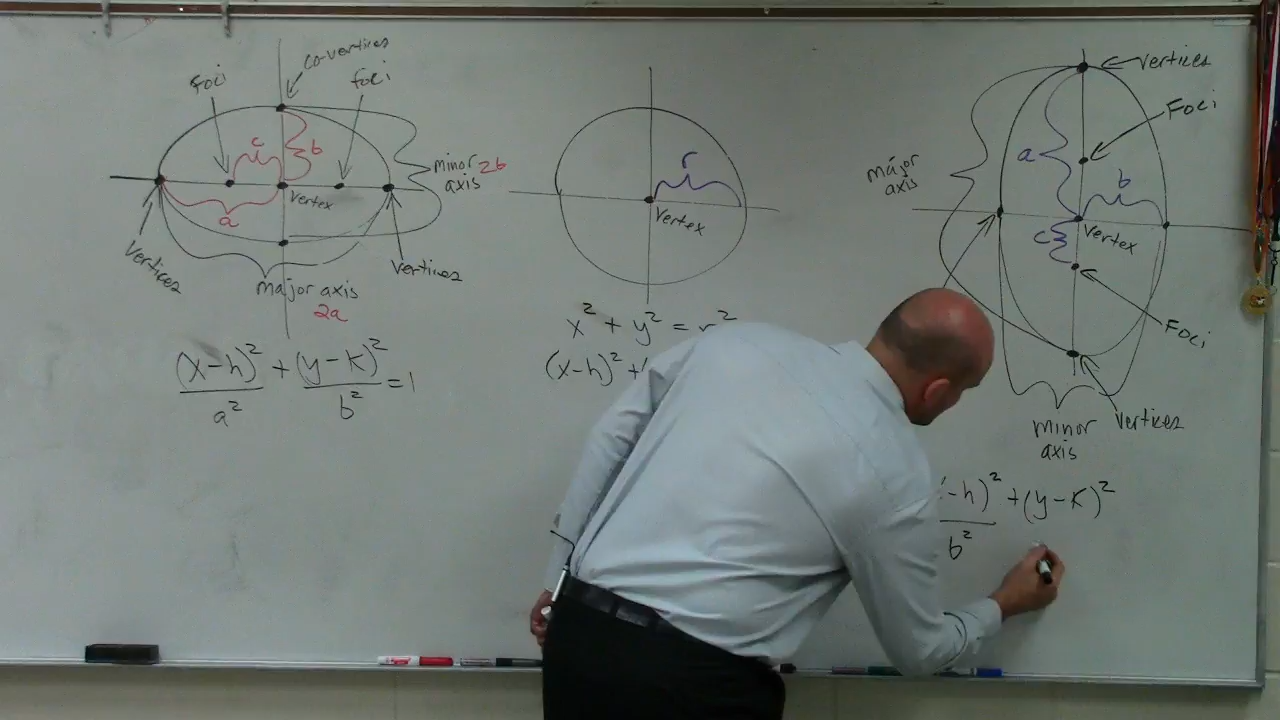 co-vertices
Foci
foci
c
b
minor 2b
axis
a
Vertex
Vertices
Vertices
major axis
2a
(x-h)² + (y-k)² = 1
a² b²
r
Vertex
x² + y² = r²
(x-h)² +
Vertices
Foci
a
major
axis
b
c
Vertex
Foci
Vertices
minor
axis
-h)² + (y-k)²
b²